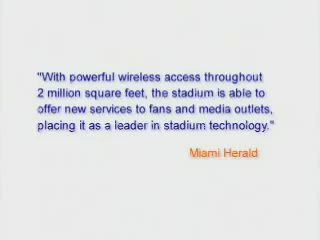 "With powerful wireless access throughout
2 million square feet, the stadium is able to
offer new services to fans and media outlets,
placing it as a leader in stadium technology."
Miami Herald